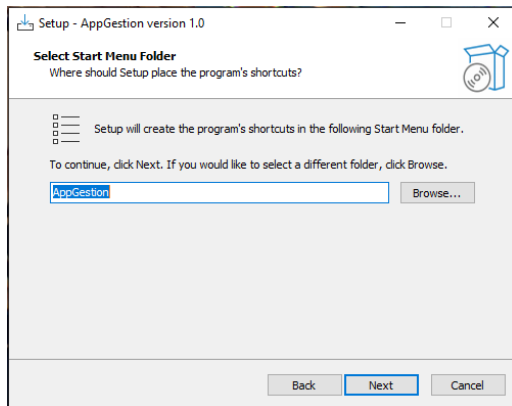 Setup - AppGestion version 1.0
Select Start Menu Folder
Where should Setup place the program's shortcuts?
Setup will create the program's shortcuts in the following Start Menu folder.
To continue, click Next. If you would like to select a different folder, click Browse.
AppGestion
Browse...
Back
Next
Cancel